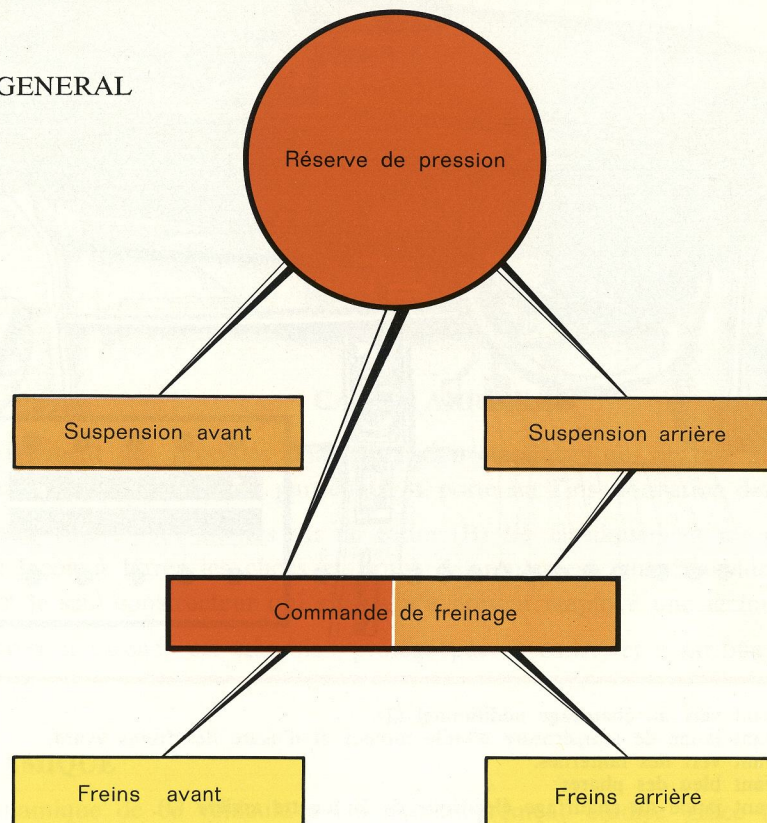 GENERAL
Réserve de pression
Suspension avant
Suspension arrière
Commande de freinage
Freins avant
Freins arrière